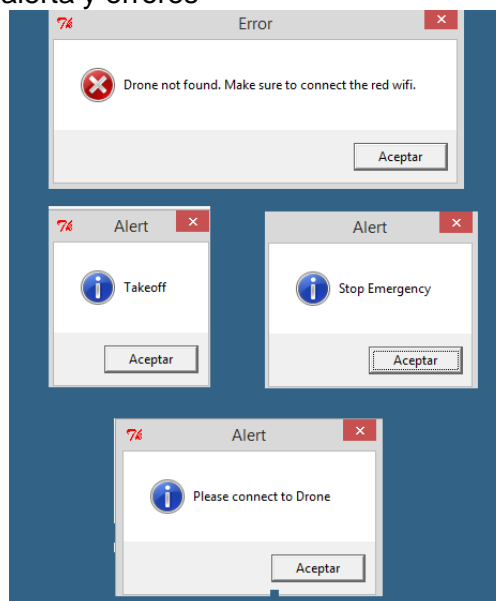 alerta y errores
Error
Drone not found. Make sure to connect the red wifi.
Aceptar
Alert
Takeoff
Aceptar
Alert
Stop Emergency
Aceptar
Alert
Please connect to Drone
Aceptar